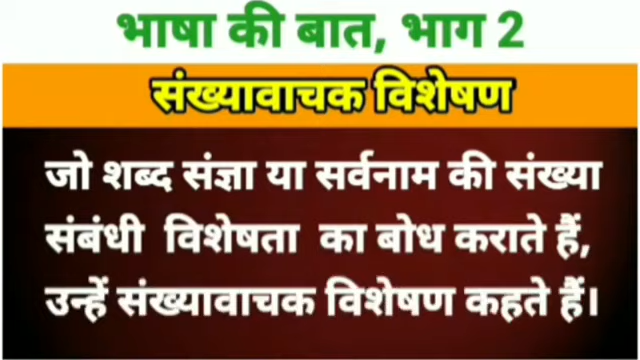 भाषा की बात, भाग 2
संख्यावाचक विशेषण
जो शब्द संज्ञा या सर्वनाम की संख्या
संबंधी विशेषता का बोध कराते हैं,
उन्हें संख्यावाचक विशेषण कहते हैं।